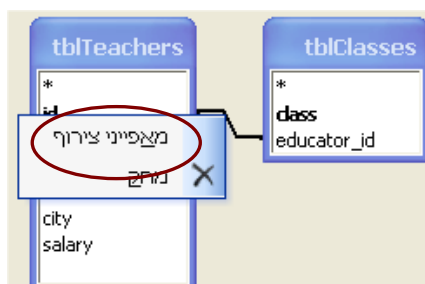 tblTeachers
*
id
מאפייני צירוף
מחק
city
salary
tblClasses
*
class
educator_id